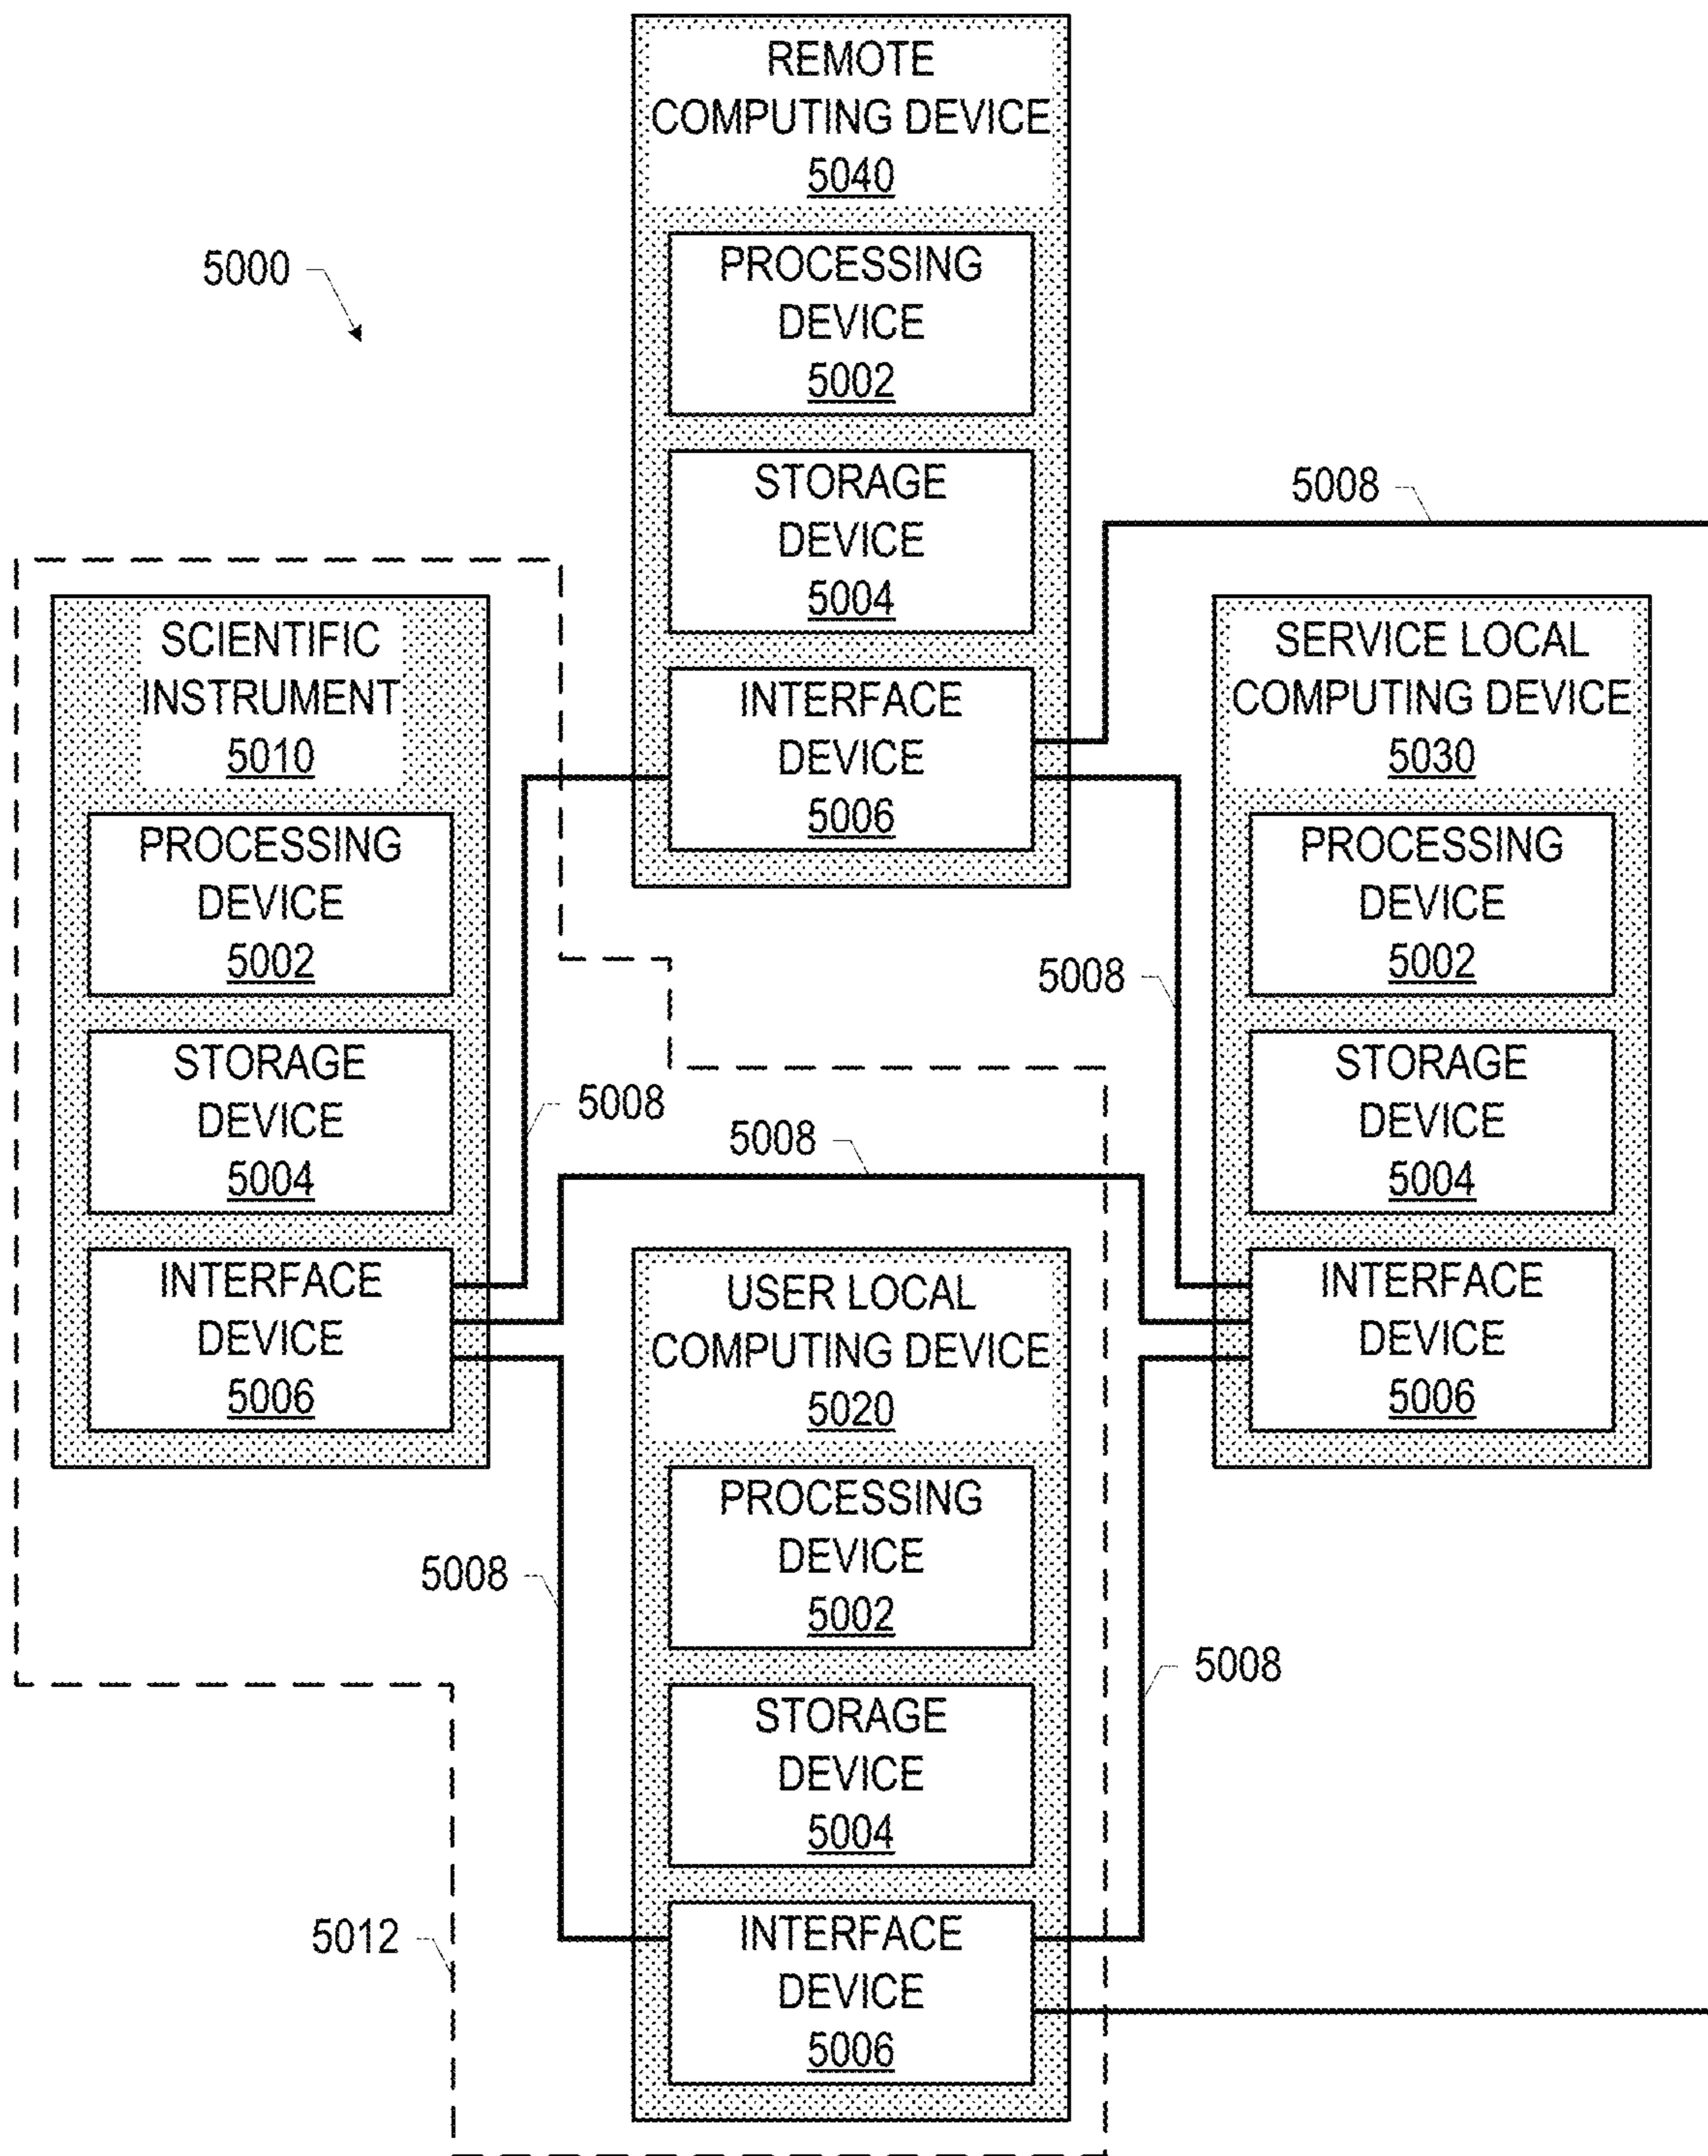 REMOTE
COMPUTING DEVICE
5040
PROCESSING
DEVICE
5002
STORAGE
DEVICE
5004
INTERFACE
DEVICE
5006
5000
5008
SCIENTIFIC
INSTRUMENT
5010
PROCESSING
DEVICE
5002
STORAGE
DEVICE
5004
INTERFACE
DEVICE
5006
SERVICE LOCAL
COMPUTING DEVICE
5030
PROCESSING
DEVICE
5002
STORAGE
DEVICE
5004
INTERFACE
DEVICE
5006
5008
5008
5008
USER LOCAL
COMPUTING DEVICE
5020
PROCESSING
DEVICE
5002
STORAGE
DEVICE
5004
INTERFACE
DEVICE
5006
5008
5008
5012